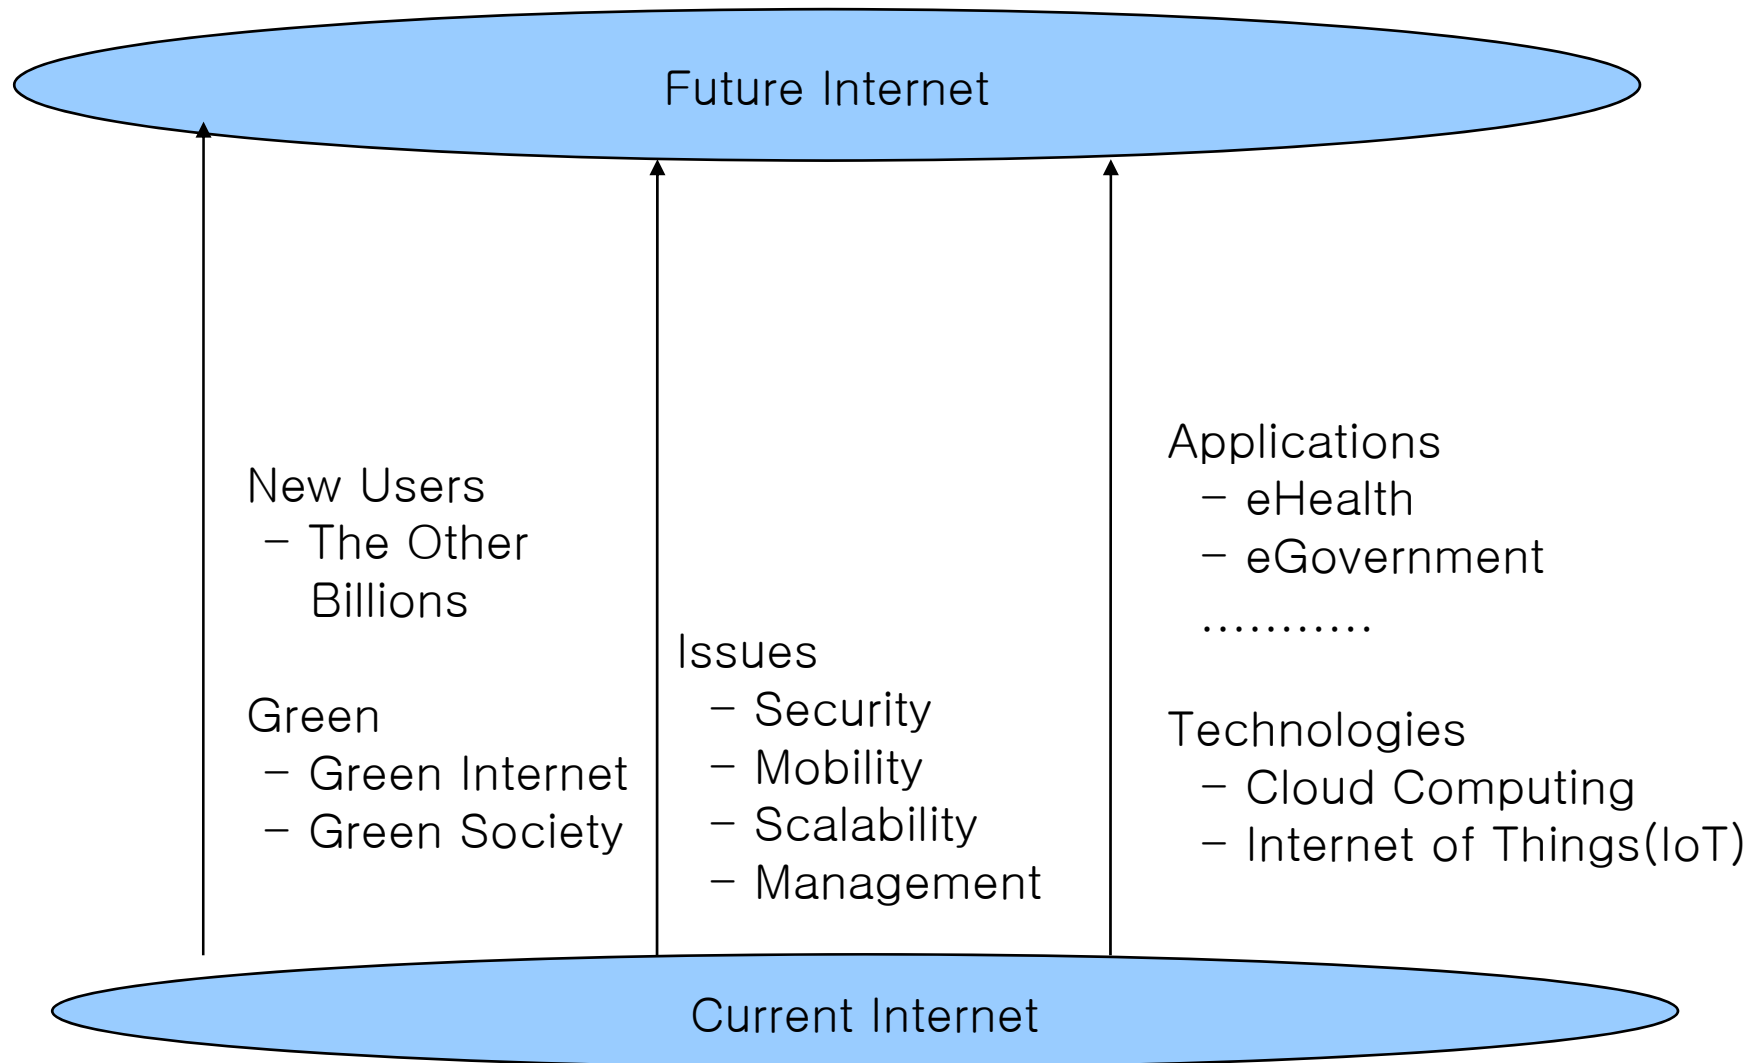 Future Internet
New Users
– The Other
Billions
Green
– Green Internet
– Green Society
Issues
– Security
– Mobility
– Scalability
– Management
Applications
– eHealth
– eGovernment
...........
Technologies
– Cloud Computing
– Internet of Things(IoT)
Current Internet